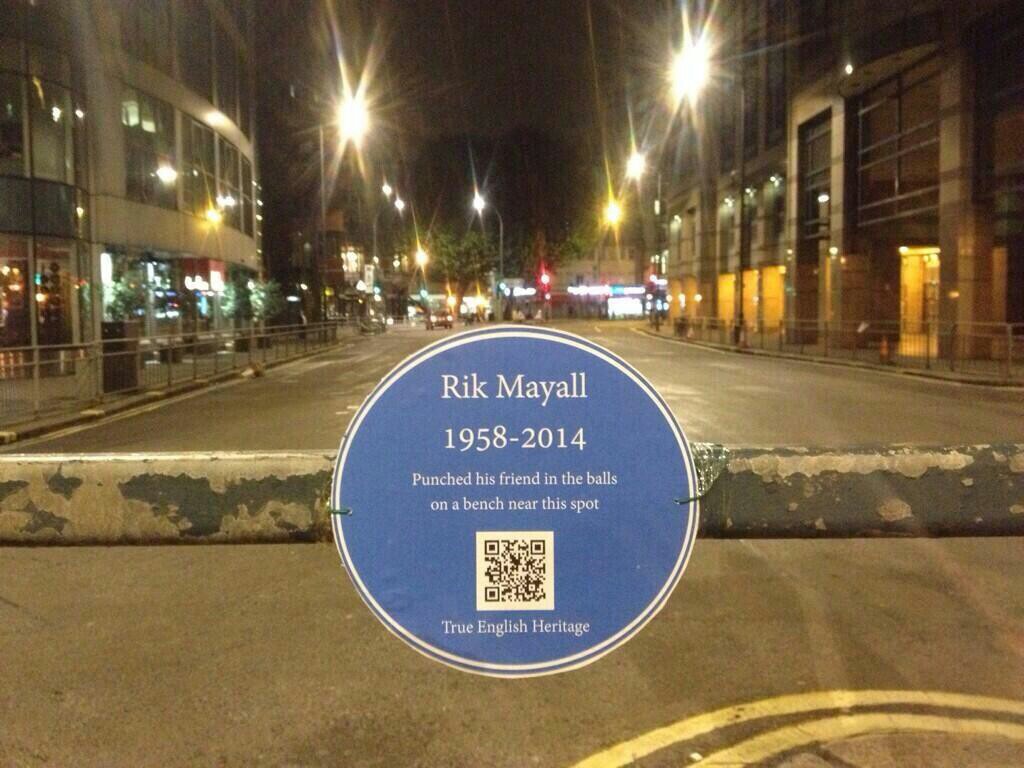 Rik Mayall
1958-2014
Punched his friend in the balls
on a bench near this spot
True English Heritage